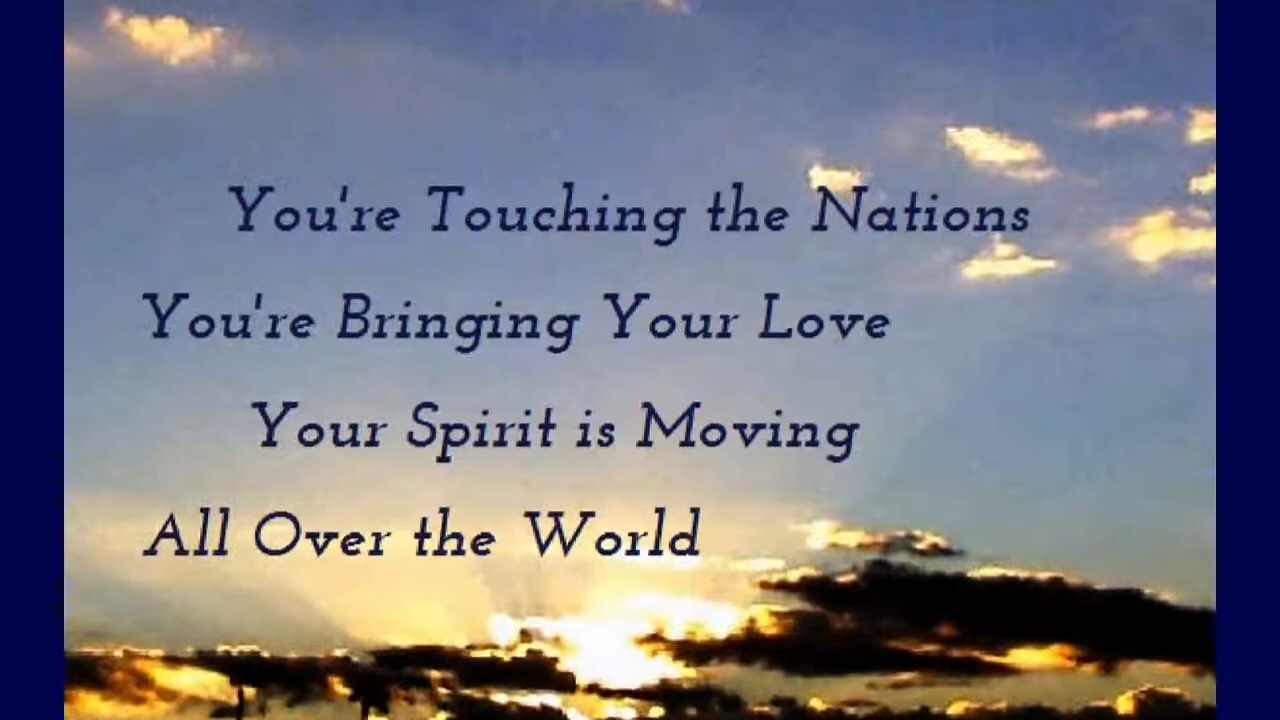 You're Touching the Nations
You're Bringing Your Love
Your Spirit is Moving
All Over the World